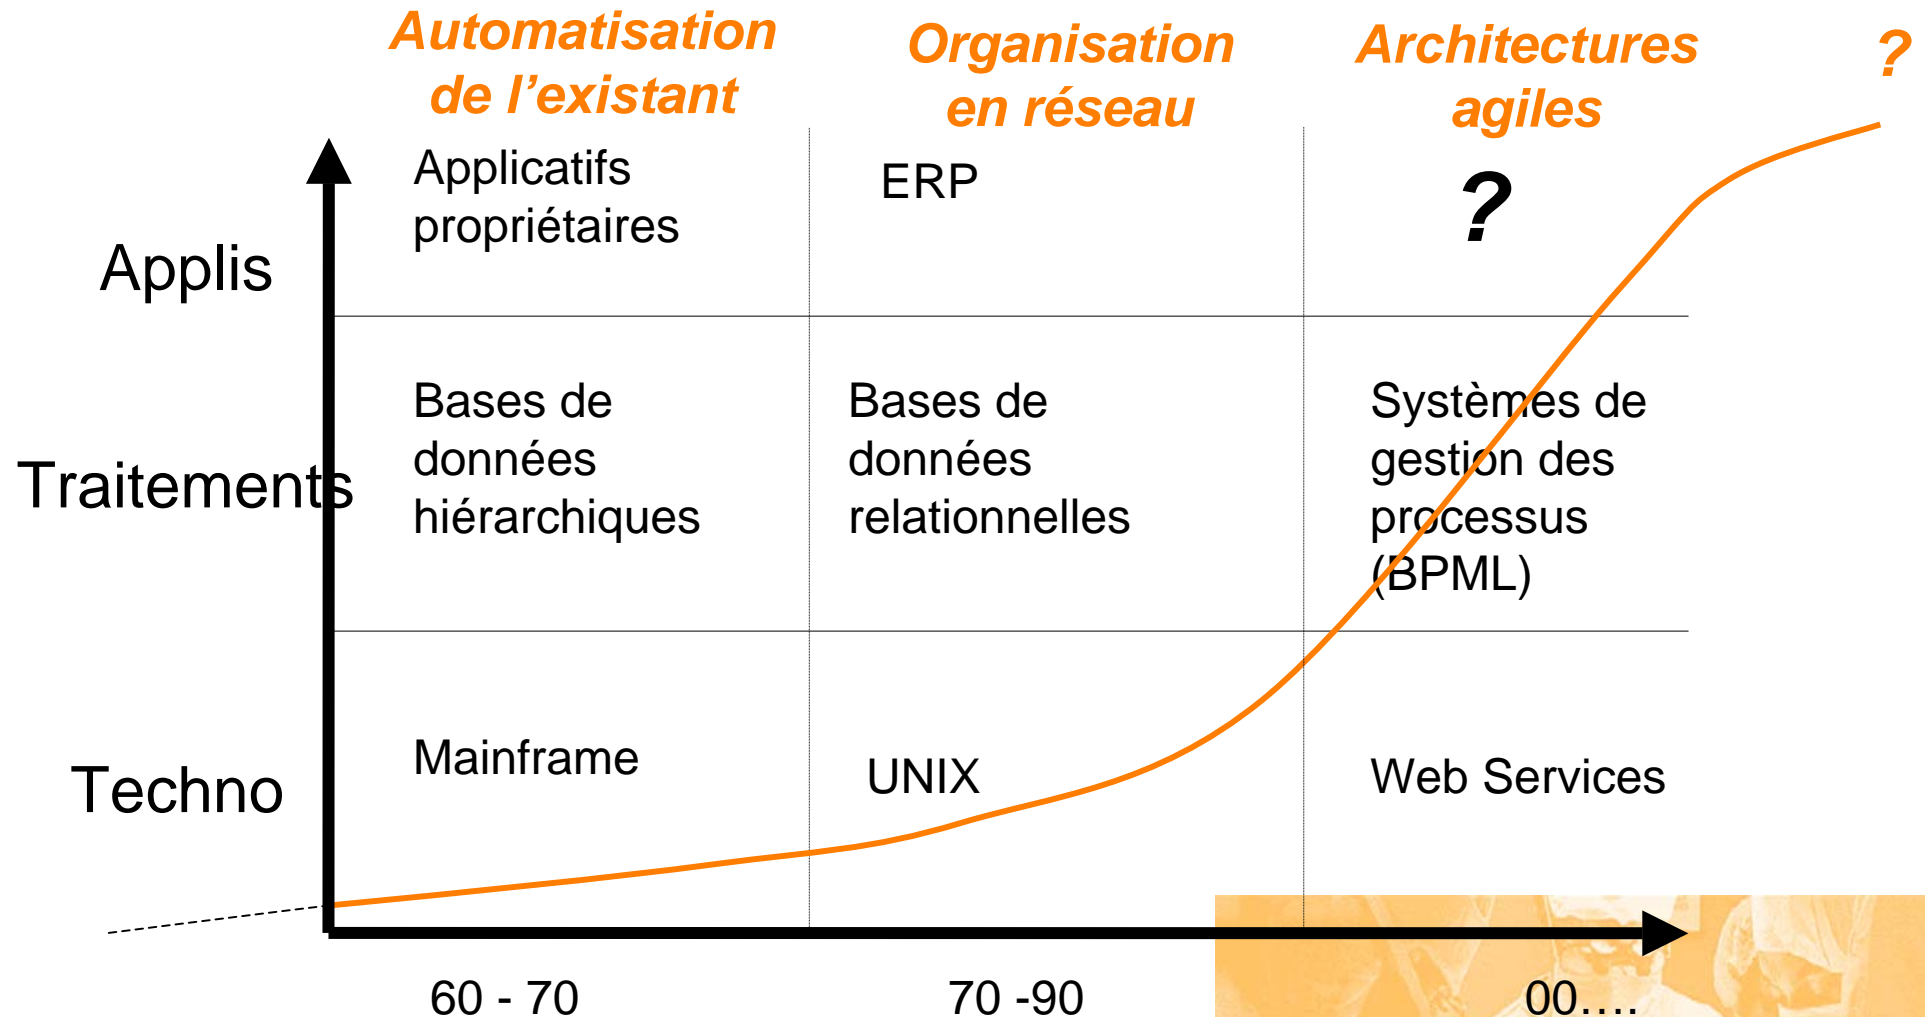 Automatisation
de l'existant
Organisation
en réseau
Architectures
agiles
?
Applis
Applicatifs
propriétaires
ERP
?
Traitements
Bases de
données
hiérarchiques
Bases de
données
relationnelles
Systèmes de
gestion des
processus
(BPML)
Techno
Mainframe
UNIX
Web Services
60 - 70
70 -90
00....